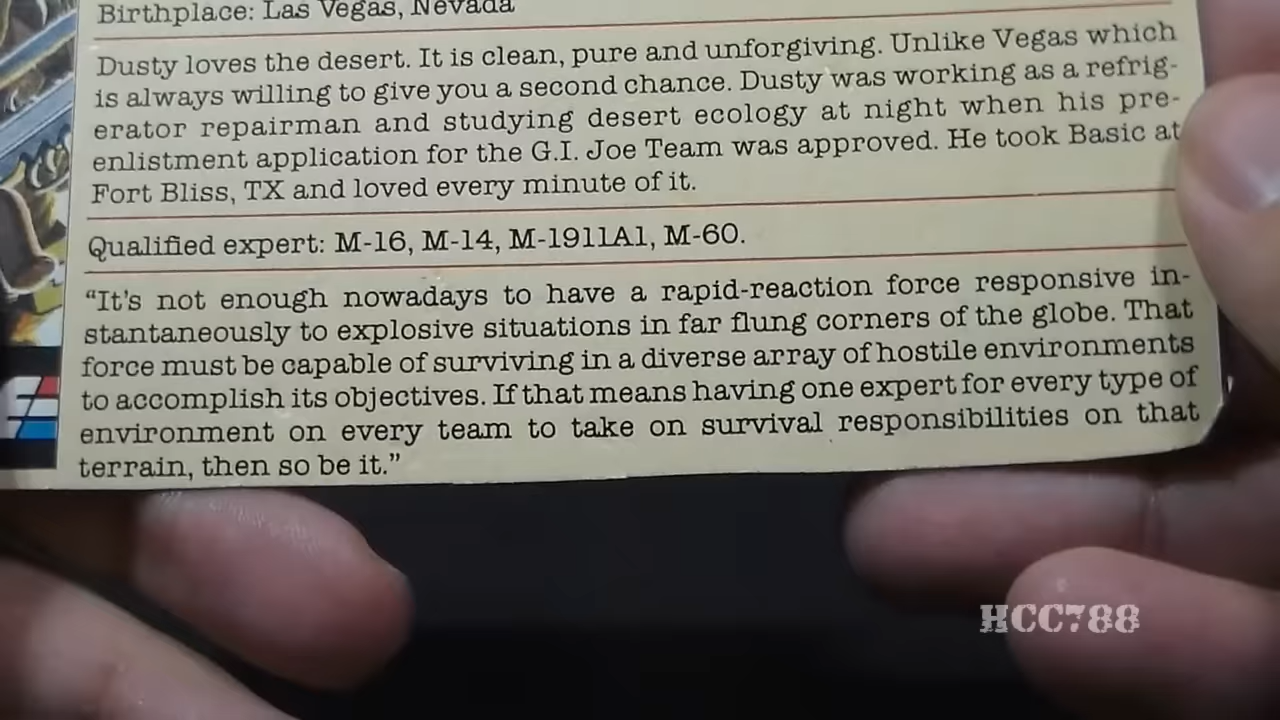 Birthplace: Las Vegas, Nevada
Dusty loves the desert. It is clean, pure and unforgiving. Unlike Vegas which
is always willing to give you a second chance. Dusty was working as a refrig-
erator repairman and studying desert ecology at night when his pre-
enlistment application for the G.I. Joe Team was approved. He took Basic at
Fort Bliss, TX and loved every minute of it.
Qualified expert: M-16, M-14, M-1911A1, M-60.
“It’s not enough nowadays to have a rapid-reaction force responsive in-
stantaneously to explosive situations in far flung corners of the globe. That
force must be capable of surviving in a diverse array of hostile environments
to accomplish its objectives. If that means having one expert for every type of
environment on every team to take on survival responsibilities on that
terrain, then so be it.”
HCC788